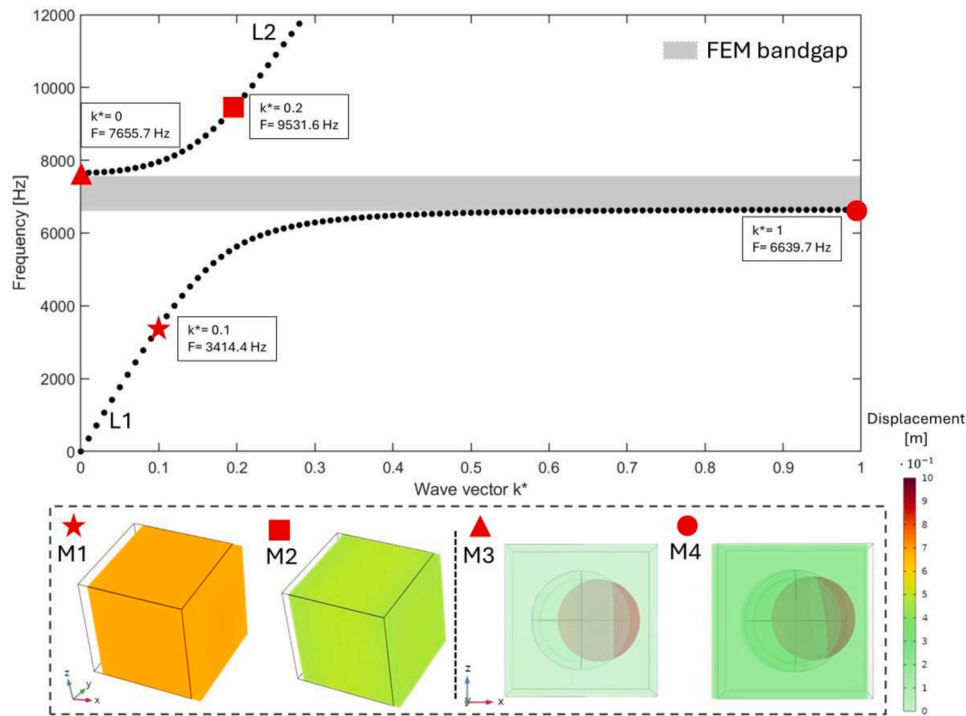 12000
10000
8000
6000
4000
2000
0
Frequency [Hz]
L2
FEM bandgap
k*= 0
F= 7655.7 Hz
k*= 0.2
F= 9531.6 Hz
k*= 1
F= 6639.7 Hz
k*= 0.1
F= 3414.4 Hz
L1
0 0.1 0.2 0.3 0.4 0.5 0.6 0.7 0.8 0.9 1
Wave vector k*
Displacement
[m]
· 10⁻¹
10
9
8
7
6
5
4
3
2
1
0
M1
M2
M3
M4
z
y
x
z
y
x